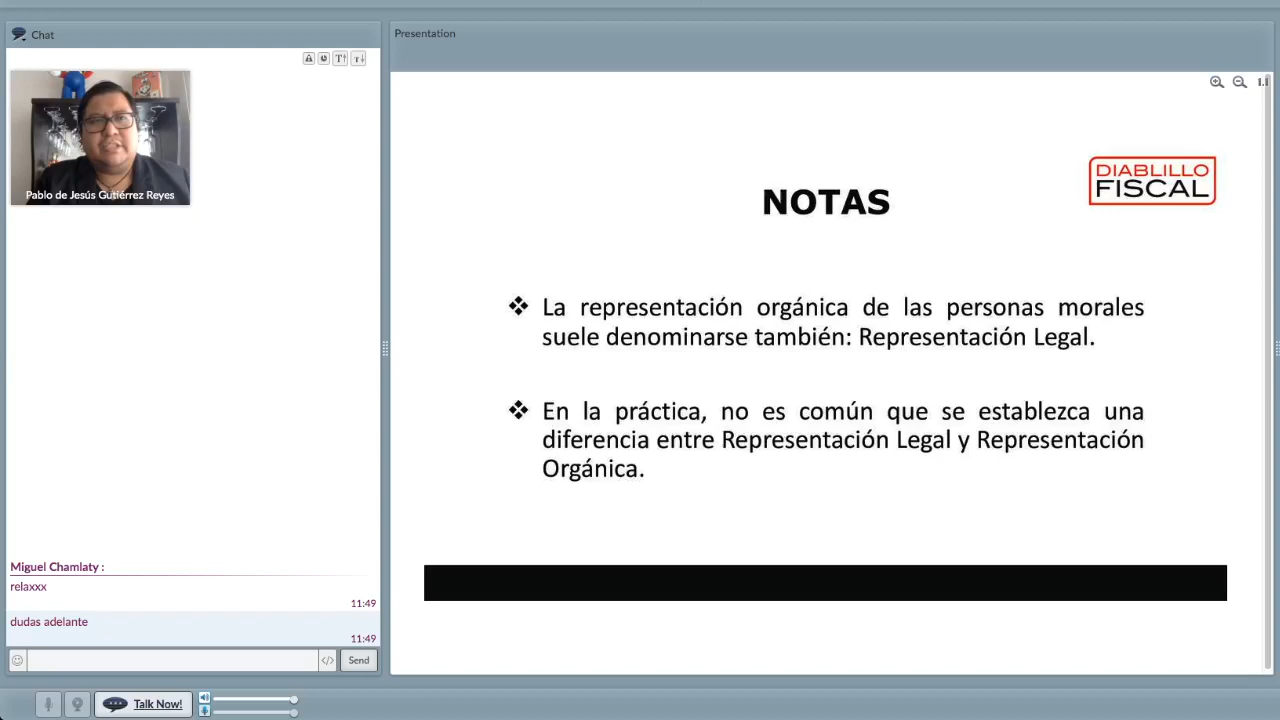 Chat
Pablo de Jesús Gutiérrez Reyes
Miguel Chamlaty :
relaxxx
11:49
dudas adelante
11:49
Send
Talk Now!
Presentation
1:1
DIABLILLO
FISCAL
NOTAS
❖ La representación orgánica de las personas morales
suele denominarse también: Representación Legal.
❖ En la práctica, no es común que se establezca una
diferencia entre Representación Legal y Representación
Orgánica.